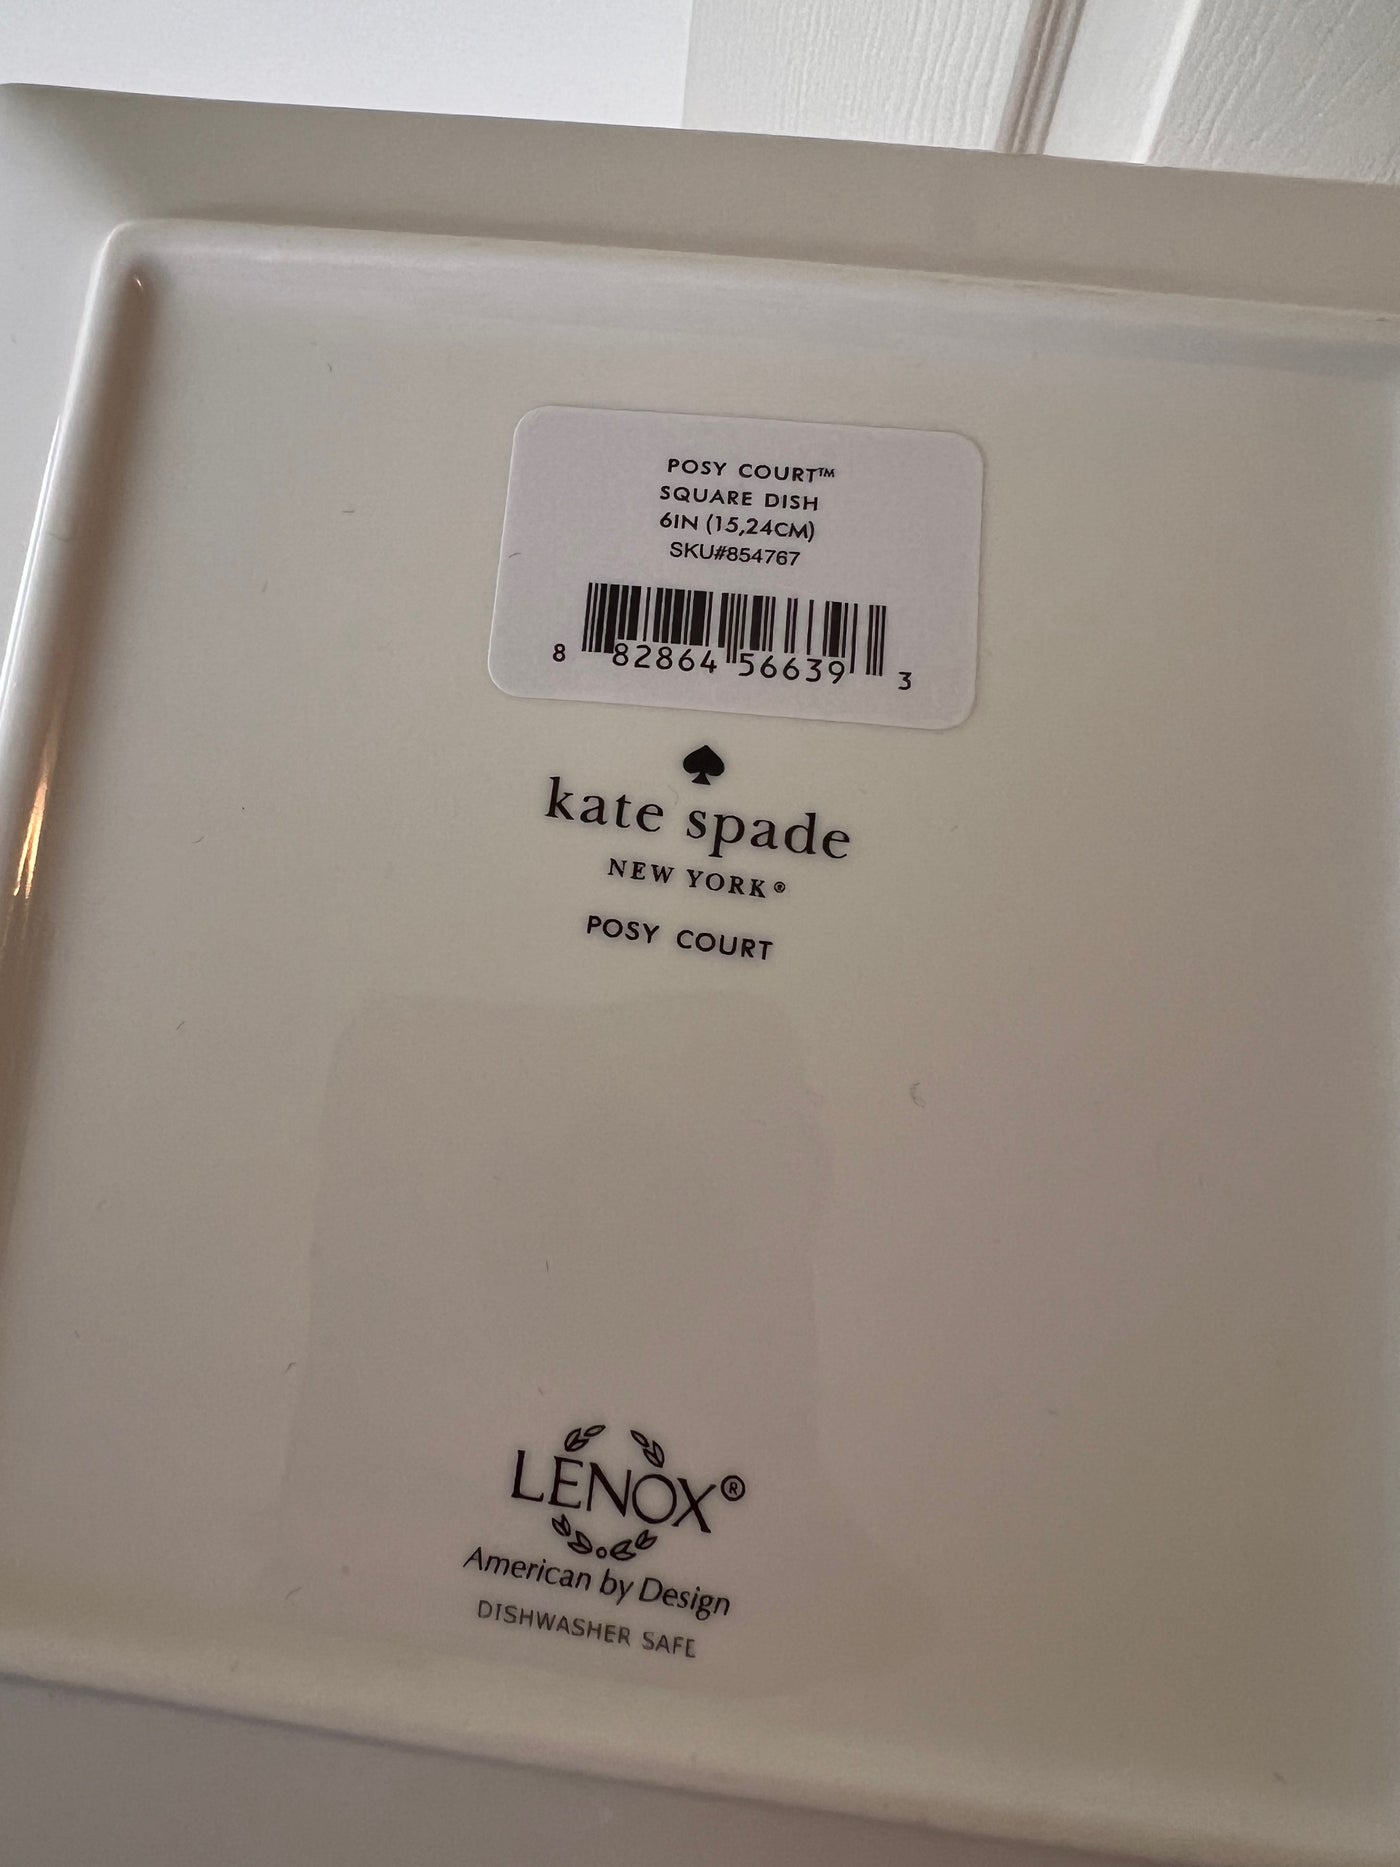 POSY COURT™
SQUARE DISH
6IN (15,24CM)
SKU#854767
8 82864 56639 3
kate spade
NEW YORK®
POSY COURT
LENOX®
American by Design
DISHWASHER SAFE